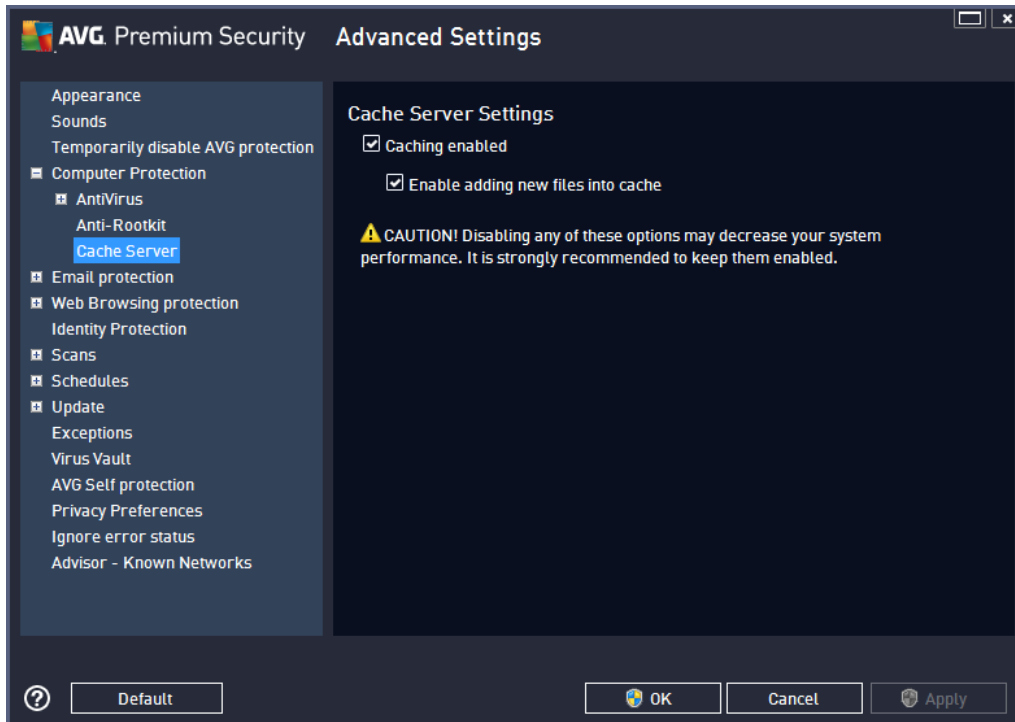 AVG. Premium Security
Advanced Settings
Appearance
Sounds
Temporarily disable AVG protection
Computer Protection
AntiVirus
Anti-Rootkit
Cache Server
Email protection
Web Browsing protection
Identity Protection
Scans
Schedules
Update
Exceptions
Virus Vault
AVG Self protection
Privacy Preferences
Ignore error status
Advisor - Known Networks
Cache Server Settings
Caching enabled
Enable adding new files into cache
CAUTION! Disabling any of these options may decrease your system
performance. It is strongly recommended to keep them enabled.
? Default OK Cancel Apply